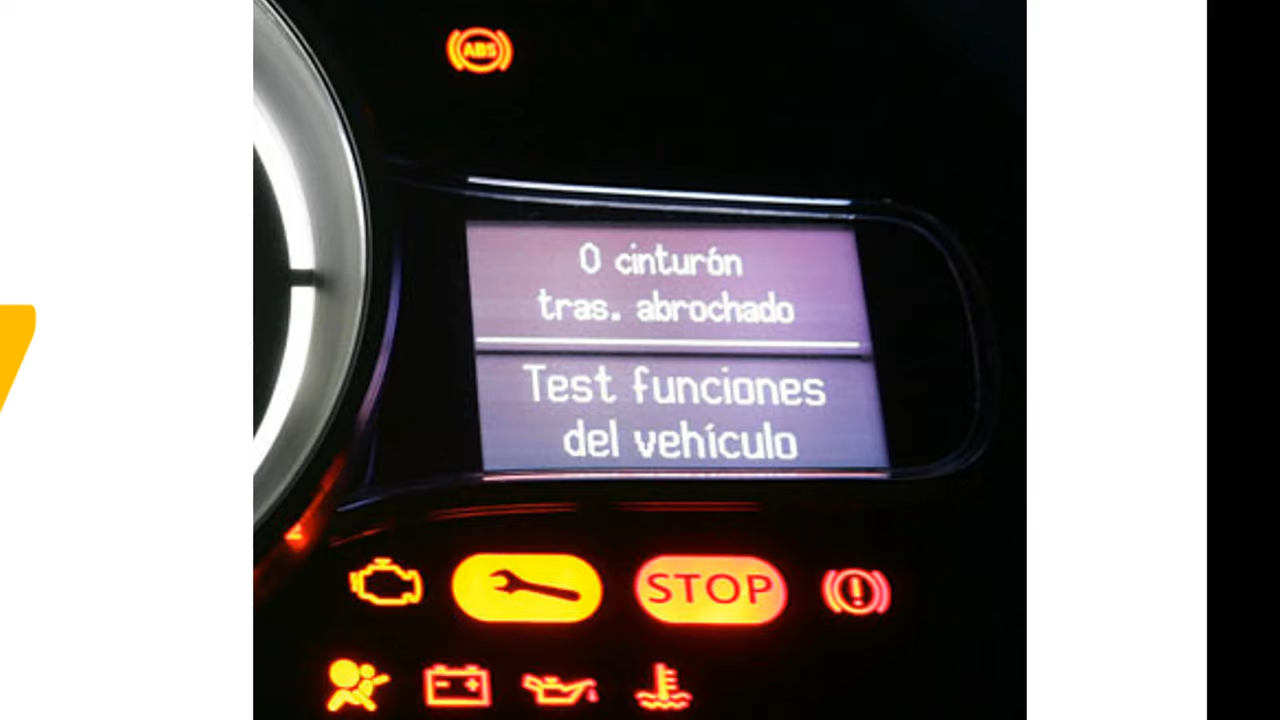 ABS
0 cinturón
tras. abrochado
Test funciones
del vehículo
STOP